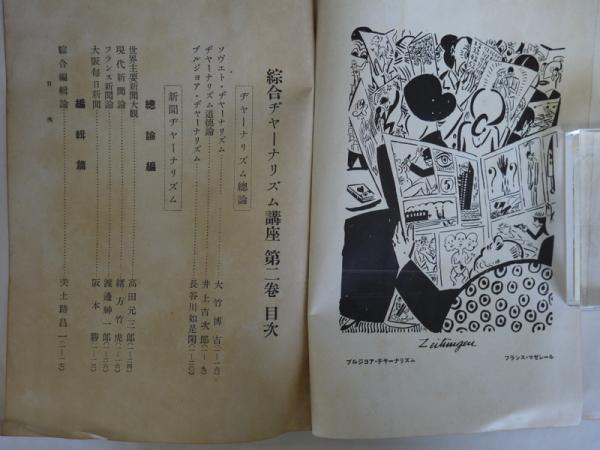 綜合ヂャーナリズム講座 第二卷 目次
ヂャーナリズム總論
ソヴェト・ヂャーナリズム……大竹博吉
ヂャーナリズム道德論……井上吉次郎
ブルジョア・ヂャーナリズム……長谷川如是閑
新聞ヂャーナリズム
總論編
世界主要新聞大觀……高田元三郎
現代新聞論……緒方竹虎
フランス新聞論……渡邊紳一郎
大阪每日新聞……阪本勝
編輯篇
綜合編輯論……美土路昌一
目次
Zeitungen
ブルジョア・ヂャーナリズム
フランス・マゼレール